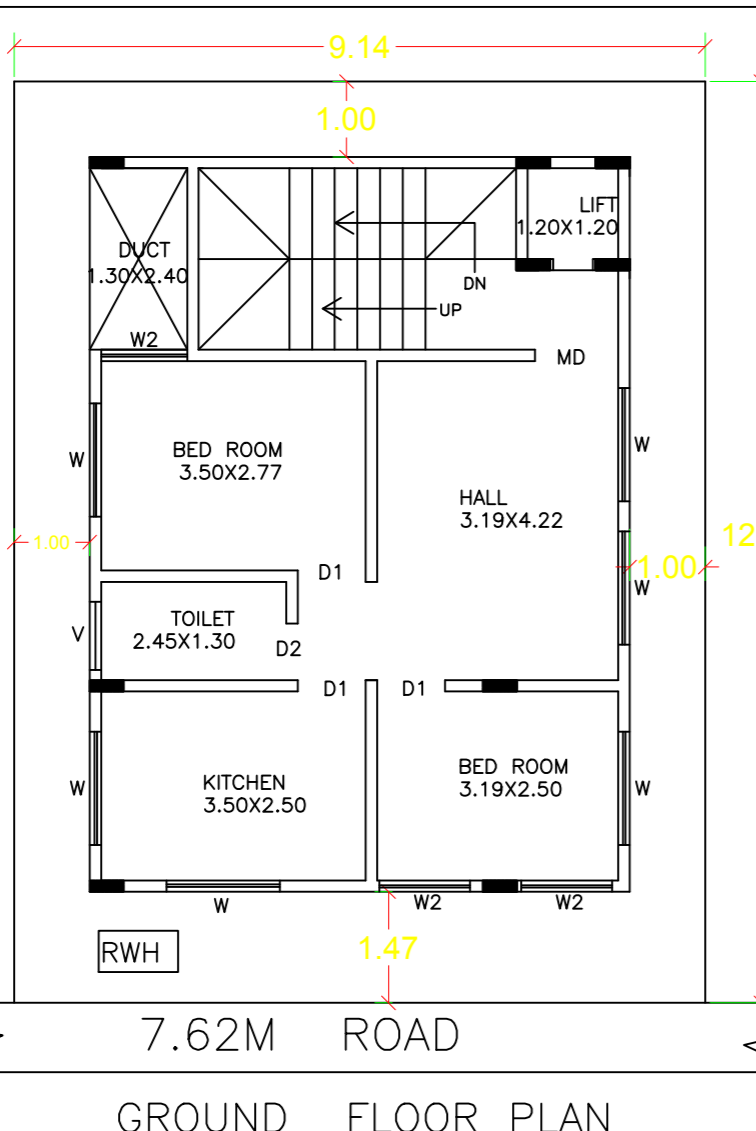 9.14
1.00
LIFT
1.20X1.20
DUCT
1.30X2.40
DN
UP
W2
MD
BED ROOM
3.50X2.77
W
W
HALL
3.19X4.22
12
1.00
1.00
D1
W
TOILET
2.45X1.30
V
D2
D1
D1
BED ROOM
3.19X2.50
KITCHEN
3.50X2.50
W
W
W
W2
W2
RWH
1.47
7.62M ROAD
GROUND FLOOR PLAN